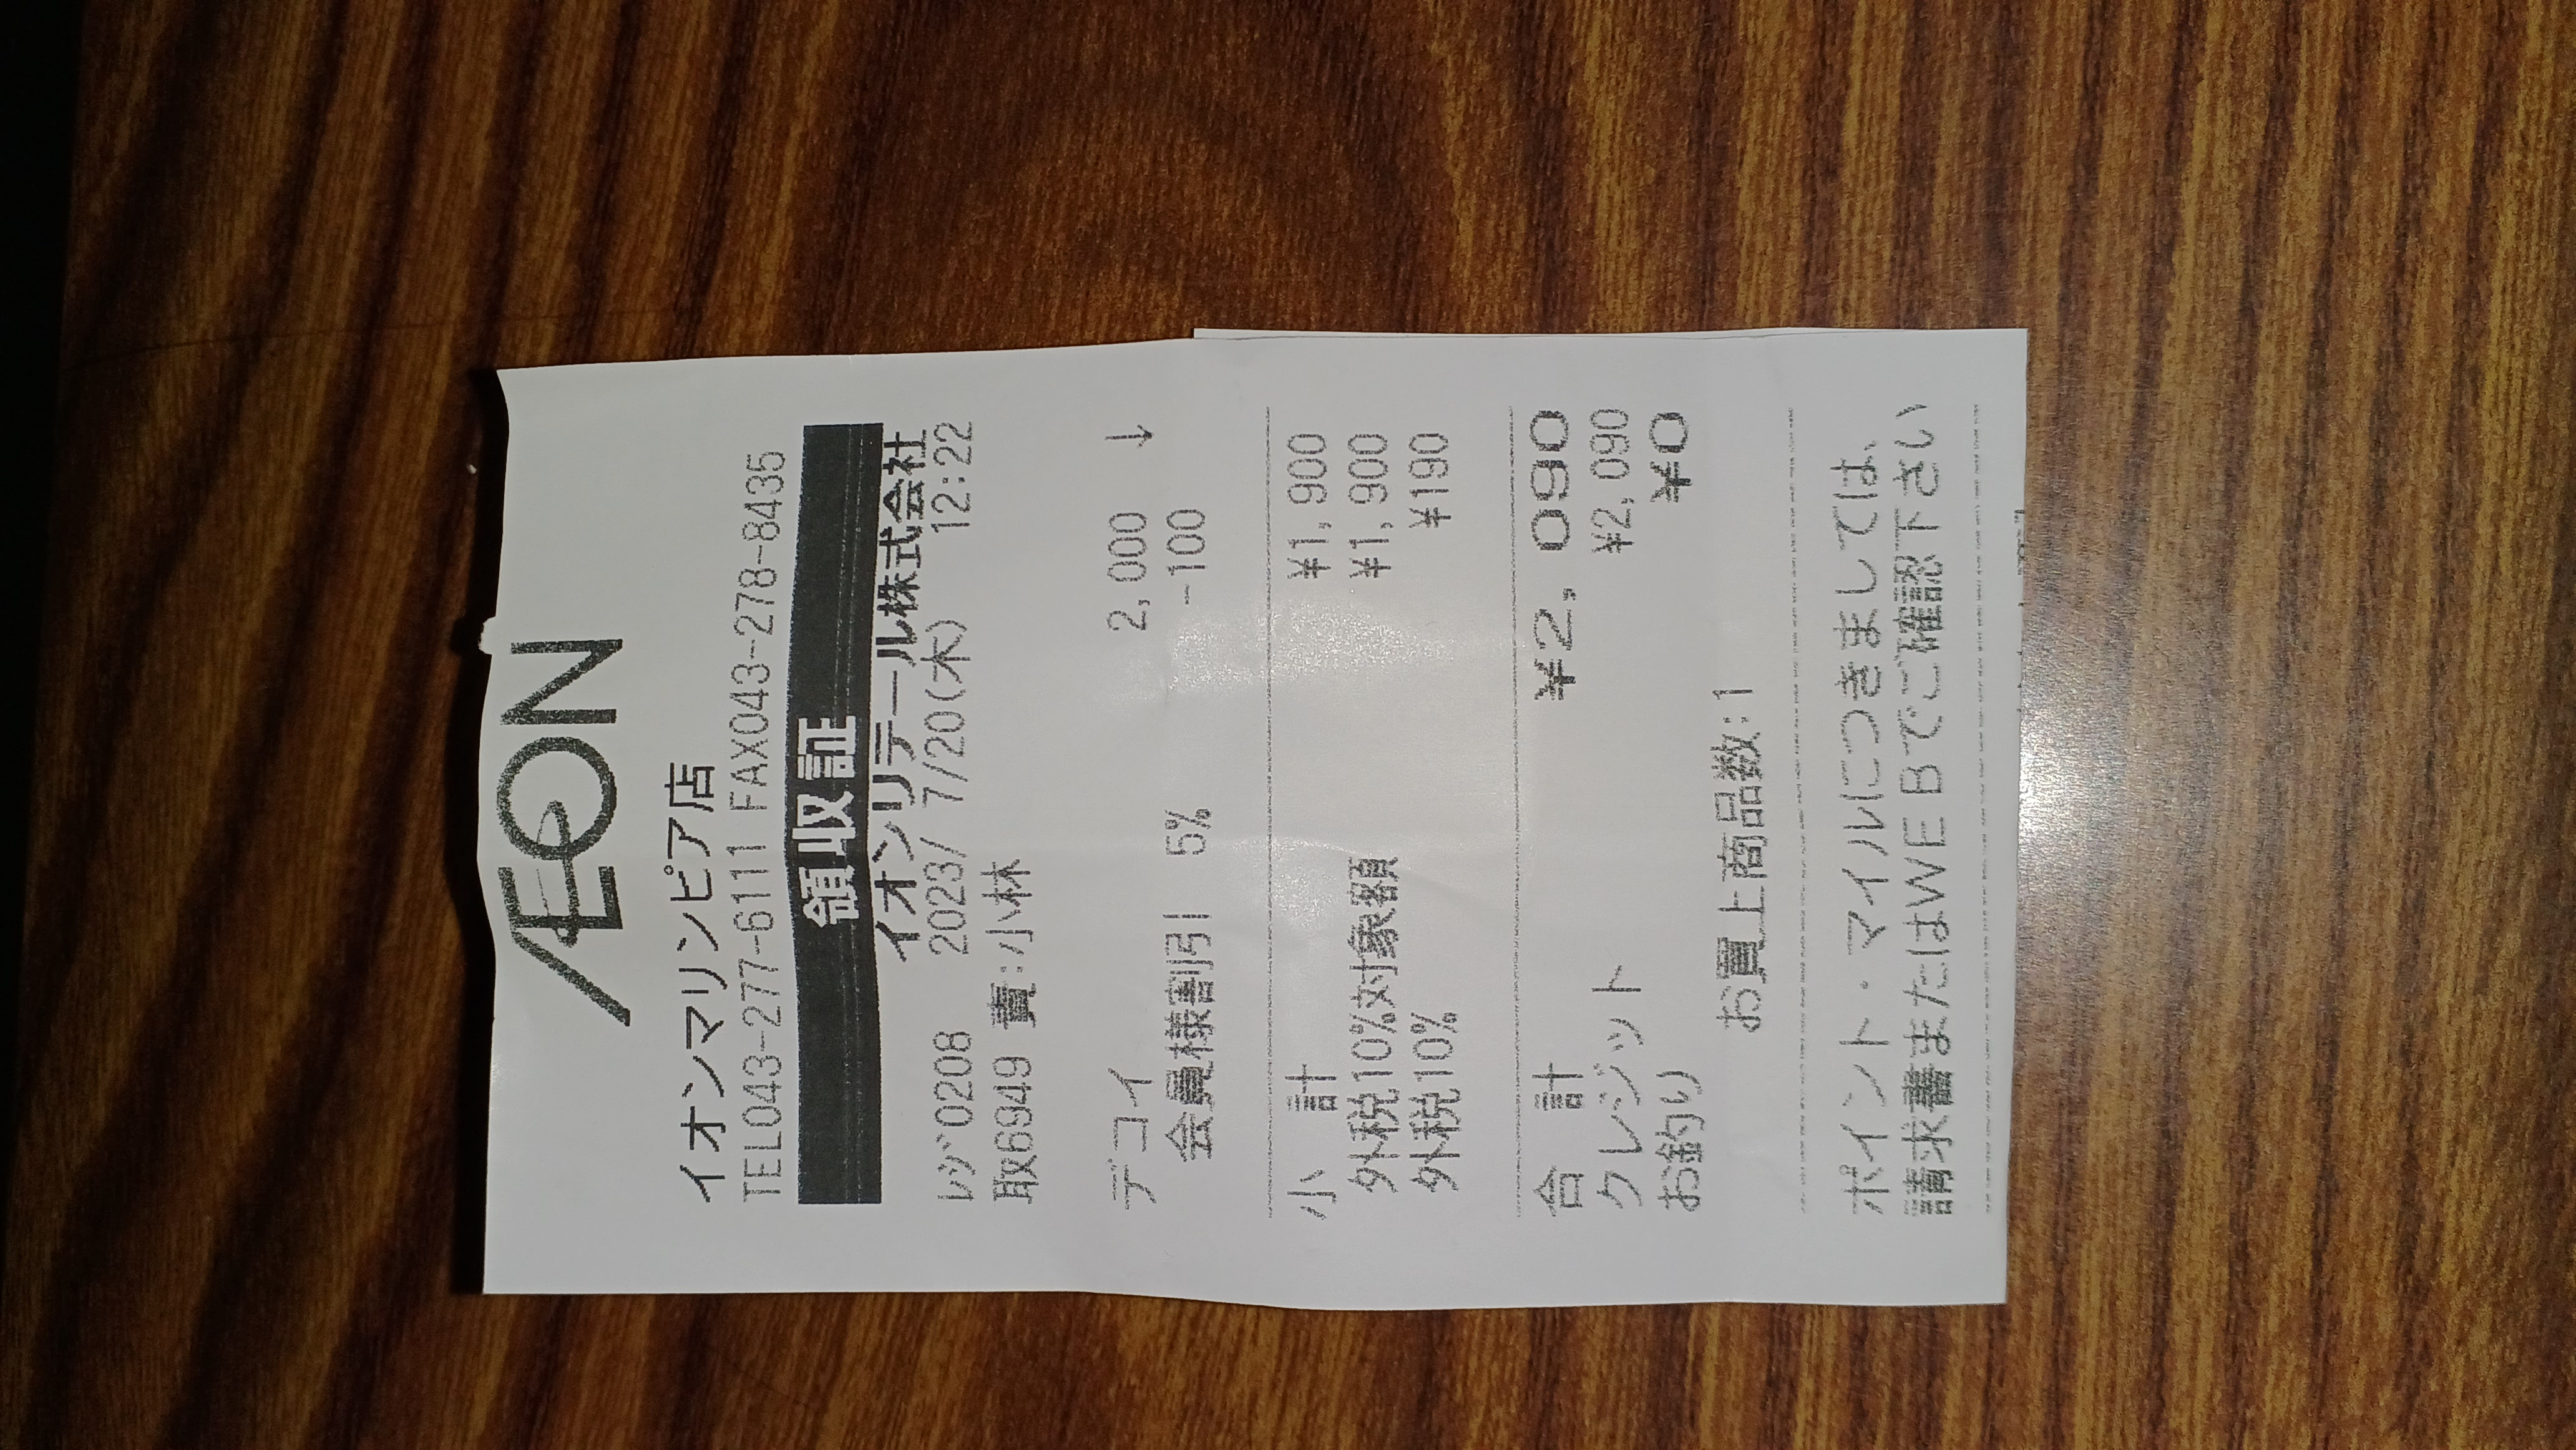 ÆON
イオンマリンピア店
TEL043-277-6111 FAX043-278-8435
領収証
イオンリテール株式会社
ﾚｼﾞ0208 2023/ 7/20(木) 12:22
取6949 責:小林
デコイ 2,000 ↓
会員様割引 5% -100
小 計 ¥1,900
外税10%対象額 ¥1,900
外税10% ¥190
合 計 ¥2,090
クレジット ¥2,090
お釣り ¥0
お買上商品数:1
ポイント・マイルにつきましては、
請求書またはWEBでご確認下さい